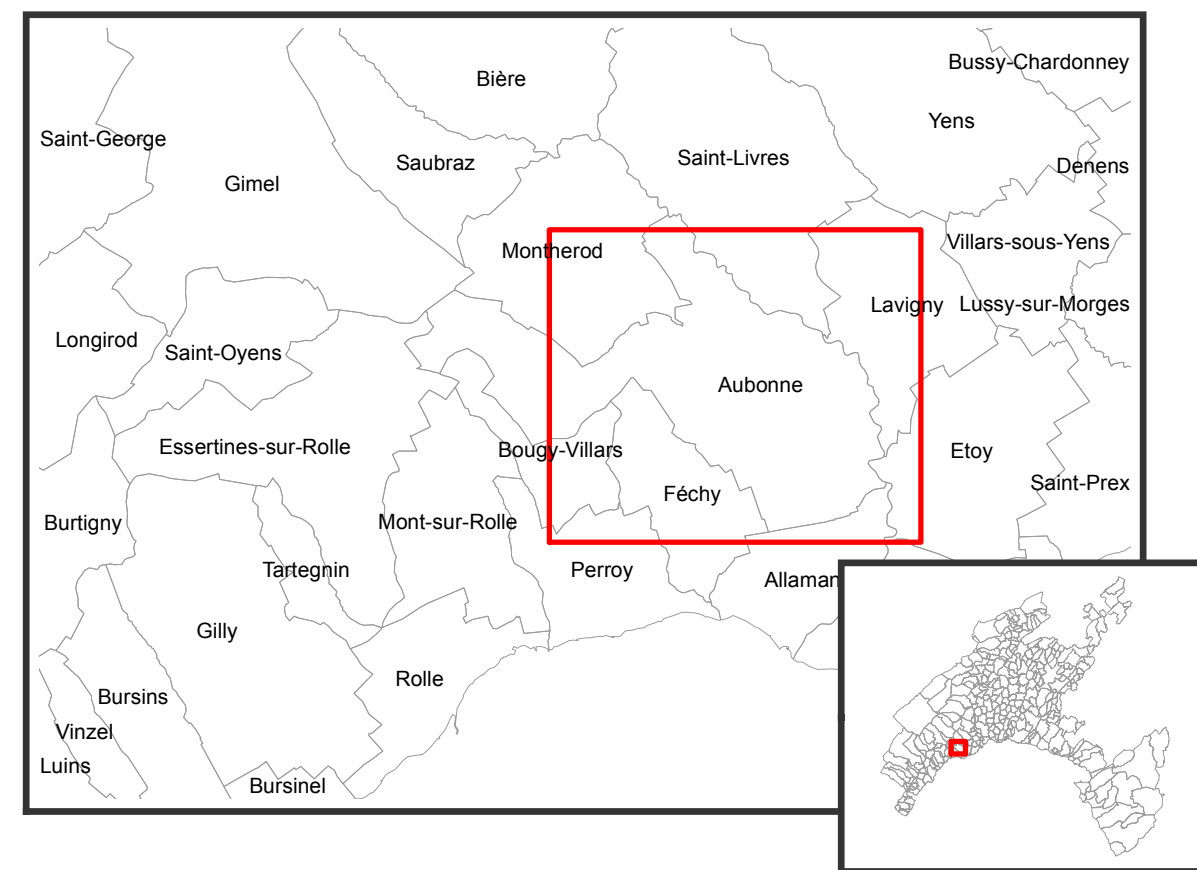 Bussy-Chardonney
Bière
Yens
Saint-George
Saubraz
Saint-Livres
Denens
Gimel
Montherod
Villars-sous-Yens
Lavigny
Lussy-sur-Morges
Longirod
Saint-Oyens
Aubonne
Essertines-sur-Rolle
Bougy-Villars
Etoy
Saint-Prex
Féchy
Burtigny
Mont-sur-Rolle
Tartegnin
Perroy
Allaman
Gilly
Rolle
Bursins
Vinzel
Luins
Bursinel